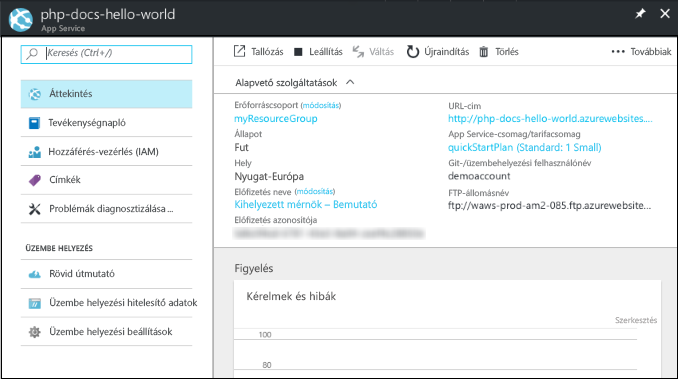 php-docs-hello-world
App Service
Keresés (Ctrl+/)
Áttekintés
Tevékenységnapló
Hozzáférés-vezérlés (IAM)
Címkék
Problémák diagnosztizálása ...
ÜZEMBE HELYEZÉS
Rövid útmutató
Üzembe helyezési hitelesítő adatok
Üzembe helyezési beállítások
Tallózás Leállítás Váltás Újraindítás Törlés ••• Továbbiak
Alapvető szolgáltatások
Erőforráscsoport (módosítás)
myResourceGroup
Állapot
Fut
Hely
Nyugat-Európa
Előfizetés neve (módosítás)
Kihelyezett mérnök – Bemutató
Előfizetés azonosítója
URL-cím
http://php-docs-hello-world.azurewebsites....
App Service-csomag/tarifacsomag
quickStartPlan (Standard: 1 Small)
Git-/üzembehelyezési felhasználónév
demoaccount
FTP-állomásnév
ftp://waws-prod-am2-085.ftp.azurewebsite...
Figyelés
Kérelmek és hibák
Szerkesztés
100
80